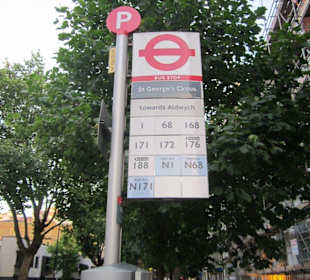 P
BUS STOP
St George's Circus
towards Aldwych
1 68 168
171 172 176
188 N1 N68
N171